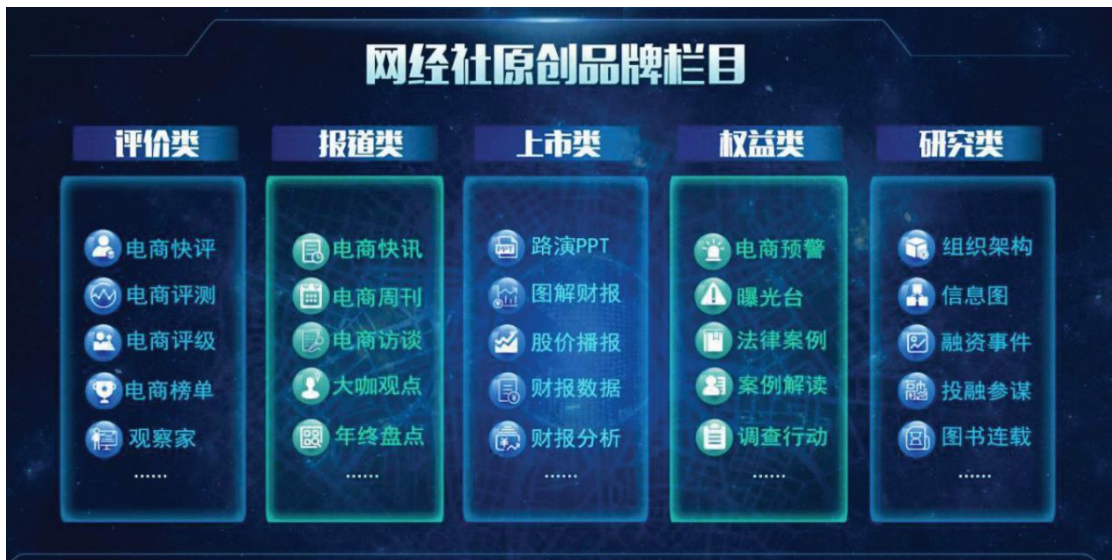 网经社原创品牌栏目
评价类
电商快评
电商评测
电商评级
电商榜单
观察家
......
报道类
电商快讯
电商周刊
电商访谈
大咖观点
年终盘点
......
上市类
路演PPT
图解财报
股价播报
财报数据
财报分析
......
权益类
电商预警
曝光台
法律案例
案例解读
调查行动
......
研究类
组织架构
信息图
融资事件
投融参谋
图书连载
......